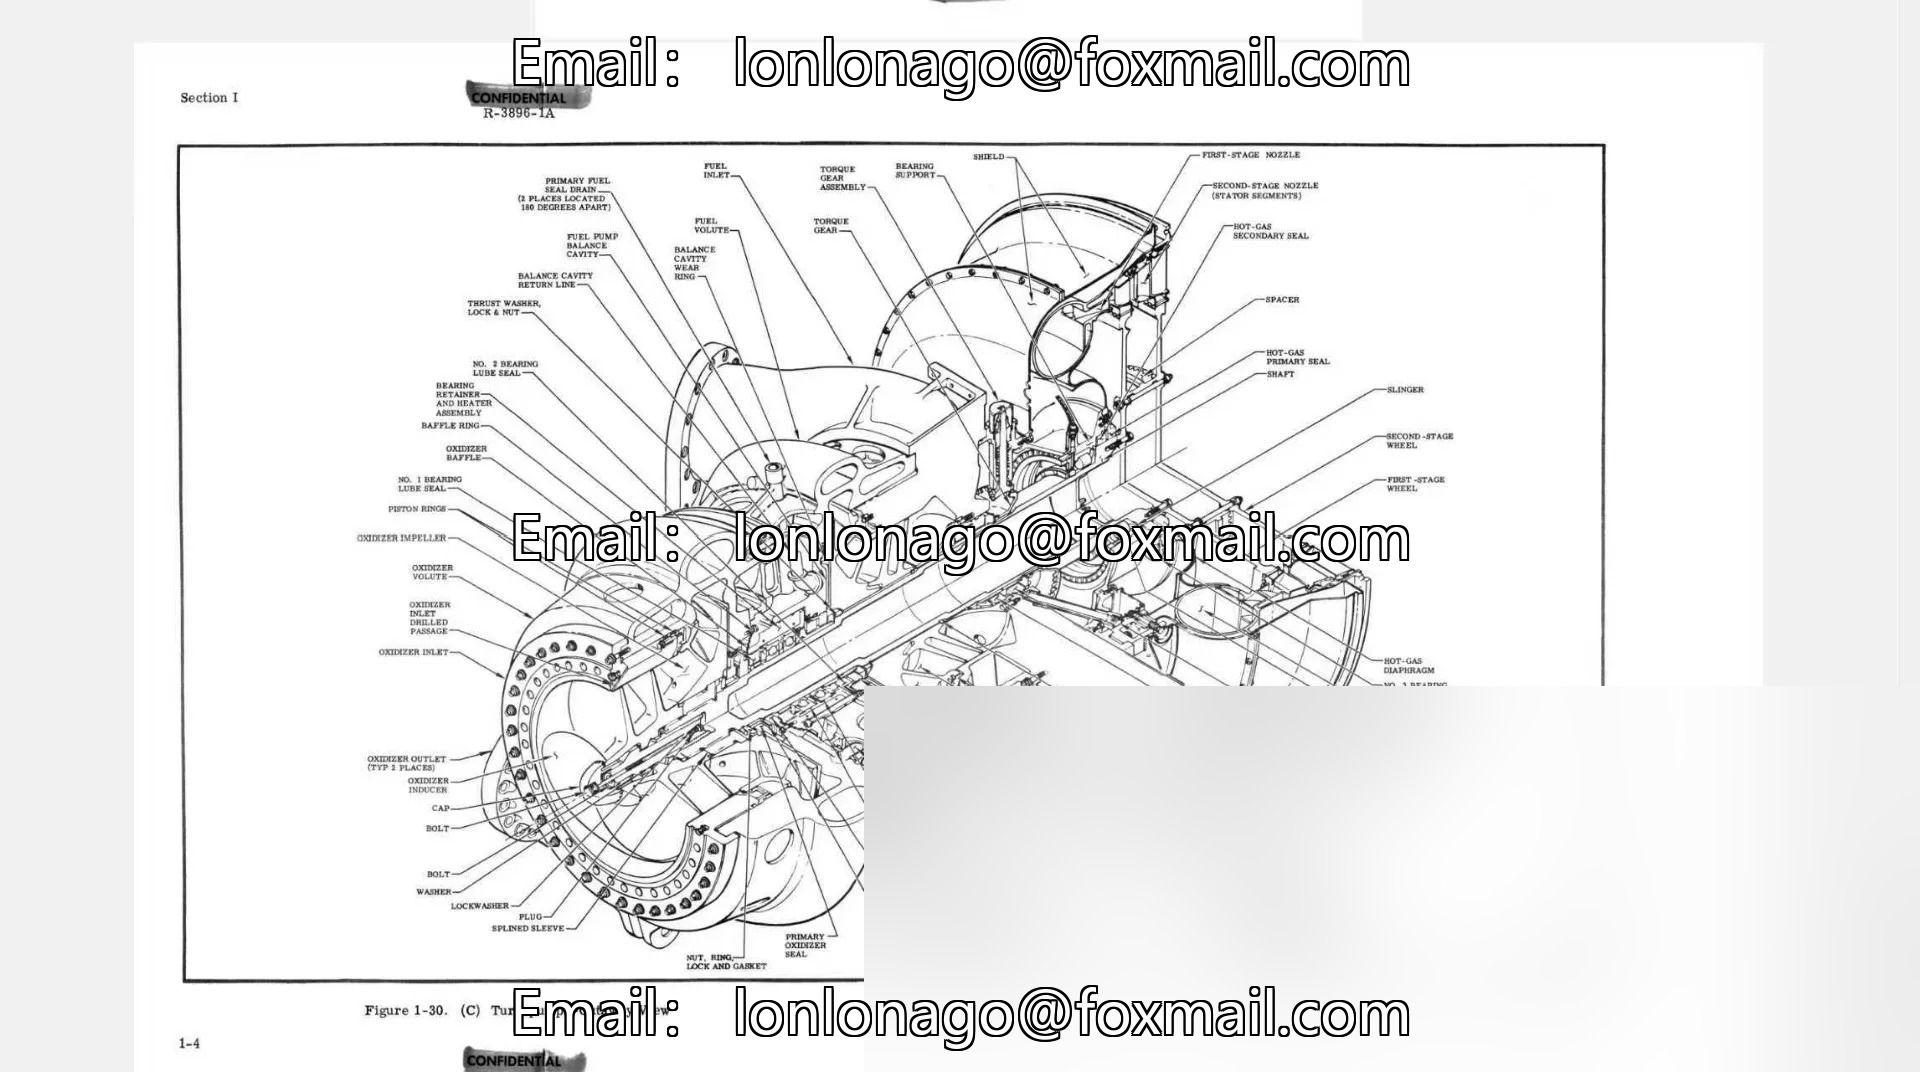 Email： lonlonago@foxmail.com
Section I
CONFIDENTIAL
R-3896-1A
SHIELD
FIRST-STAGE NOZZLE
FUEL
INLET
TORQUE
GEAR
ASSEMBLY
BEARING
SUPPORT
PRIMARY FUEL
SEAL DRAIN
(2 PLACES LOCATED
180 DEGREES APART)
SECOND-STAGE NOZZLE
(STATOR SEGMENTS)
FUEL
VOLUTE
TORQUE
GEAR
HOT-GAS
SECONDARY SEAL
FUEL PUMP
BALANCE
CAVITY
BALANCE
CAVITY
WEAR
RING
BALANCE CAVITY
RETURN LINE
THRUST WASHER,
LOCK & NUT
SPACER
HOT-GAS
PRIMARY SEAL
SHAFT
NO. 2 BEARING
LUBE SEAL
BEARING
RETAINER
AND HEATER
ASSEMBLY
SLINGER
BAFFLE RING
SECOND-STAGE
WHEEL
OXIDIZER
BAFFLE
NO. 1 BEARING
LUBE SEAL
FIRST-STAGE
WHEEL
PISTON RINGS
Email： lonlonago@foxmail.com
OXIDIZER IMPELLER
OXIDIZER
VOLUTE
OXIDIZER
INLET
DRILLED
PASSAGE
OXIDIZER INLET
HOT-GAS
DIAPHRAGM
OXIDIZER OUTLET
(TYP 2 PLACES)
OXIDIZER
INDUCER
CAP
BOLT
BOLT
WASHER
LOCKWASHER
PLUG
SPLINED SLEEVE
PRIMARY
OXIDIZER
SEAL
NUT, RING,
LOCK AND GASKET
Figure 1-30. (C)
Email： lonlonago@foxmail.com
1-4
CONFIDENTIAL